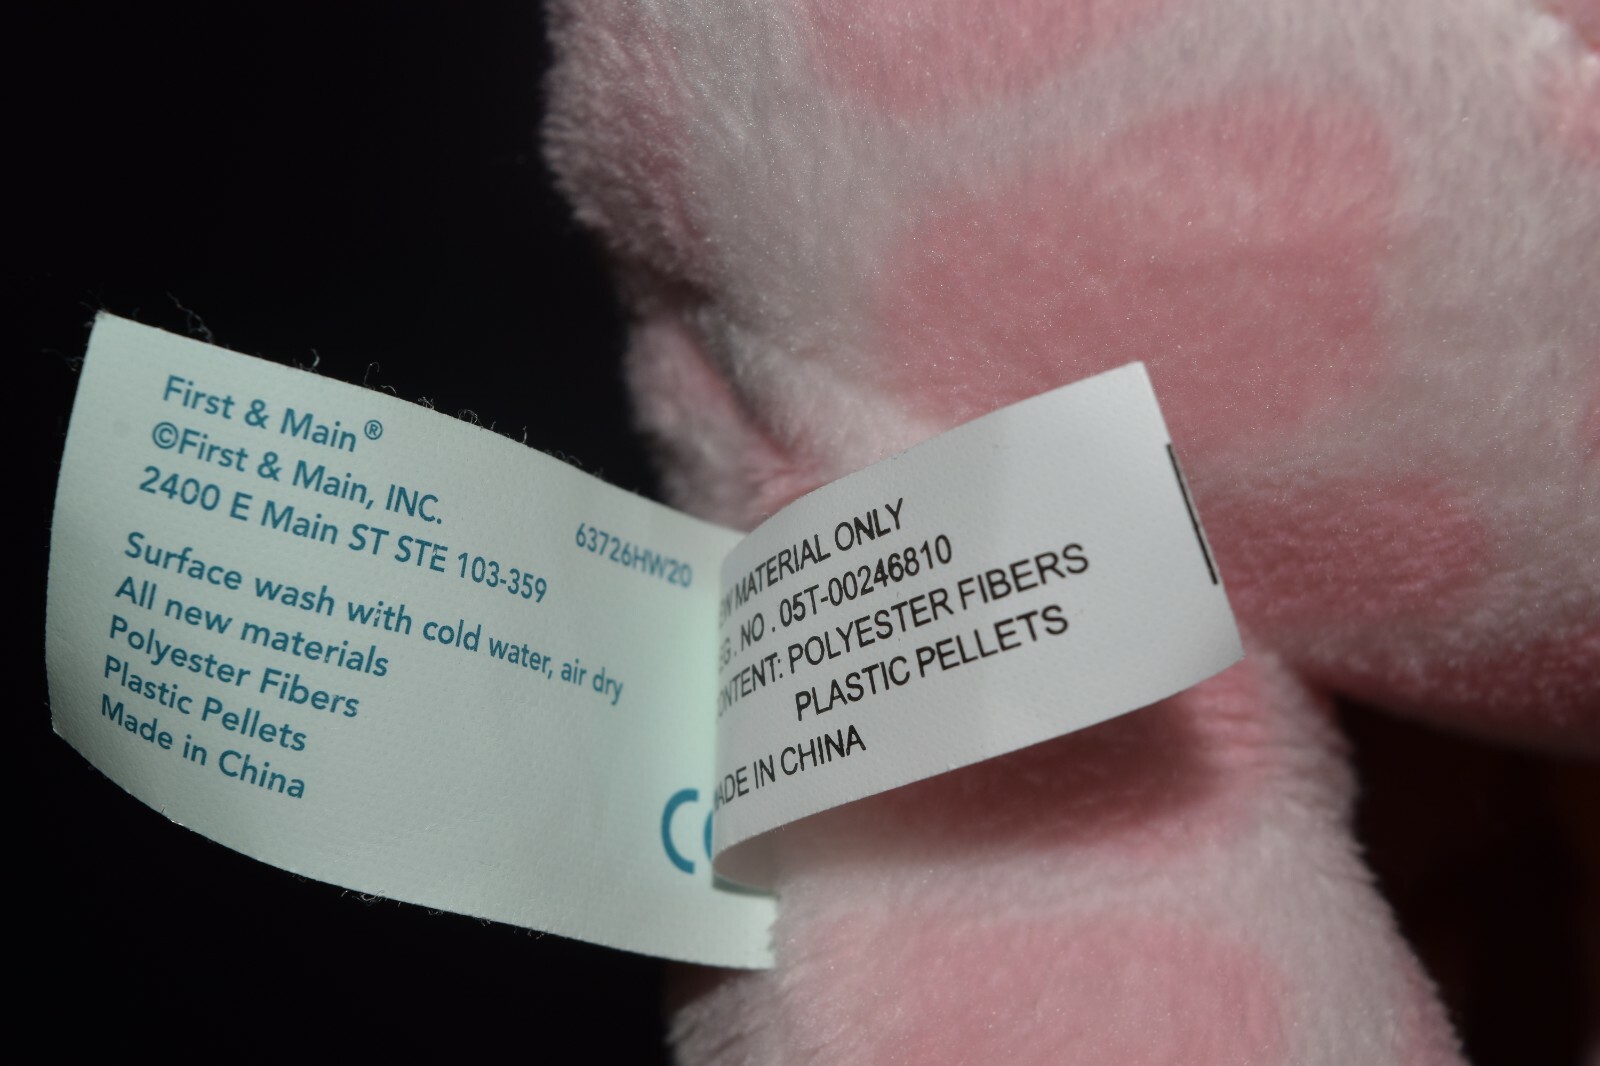 First & Main®
©First & Main, INC.
2400 E Main ST STE 103-359
63726HW20
Surface wash with cold water, air dry
All new materials
Polyester Fibers
Plastic Pellets
Made in China
MATERIAL ONLY
NO . 05T-00246810
POLYESTER FIBERS
PLASTIC PELLETS
IN CHINA